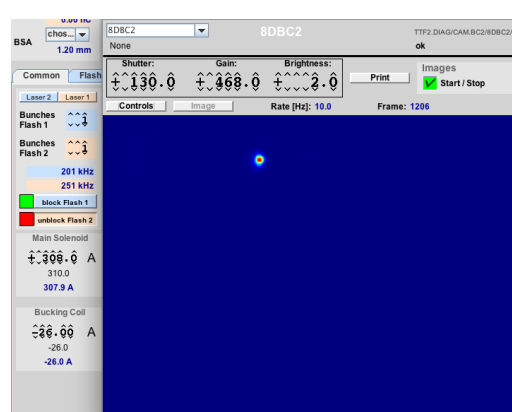 0.00 nC
BSA
chos...
1.20 mm
8DBC2
8DBC2
TTF2.DIAG/CAM.BC2/8DBC2/
None
ok
Common
Flash
Shutter:
Gain:
Brightness:
+130.0
+468.0
+2.0
Print
Images
Start / Stop
Controls
Image
Rate [Hz]: 10.0
Frame: 1206
Laser 2
Laser 1
Bunches
Flash 1
1
Bunches
Flash 2
1
201 kHz
251 kHz
block Flash 1
unblock Flash 2
Main Solenoid
+308.0 A
310.0
307.9 A
Bucking Coil
-26.00 A
-26.0
-26.0 A